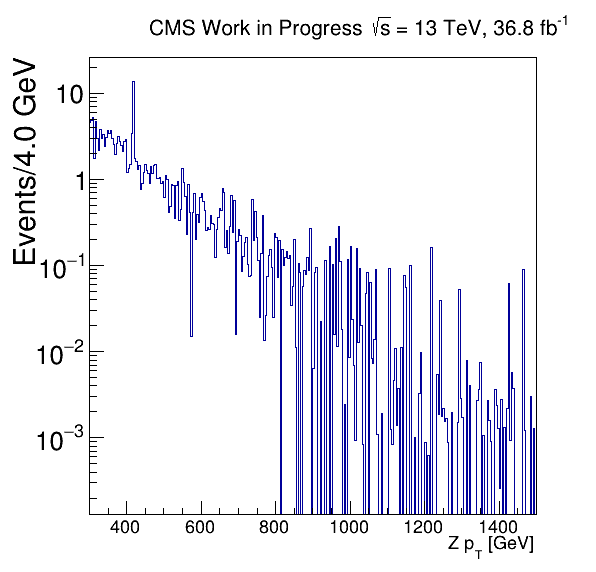 CMS Work in Progress √s = 13 TeV, 36.8 fb⁻¹
Events/4.0 GeV
10
1
10⁻¹
10⁻²
10⁻³
400 600 800 1000 1200 1400
Z pT [GeV]